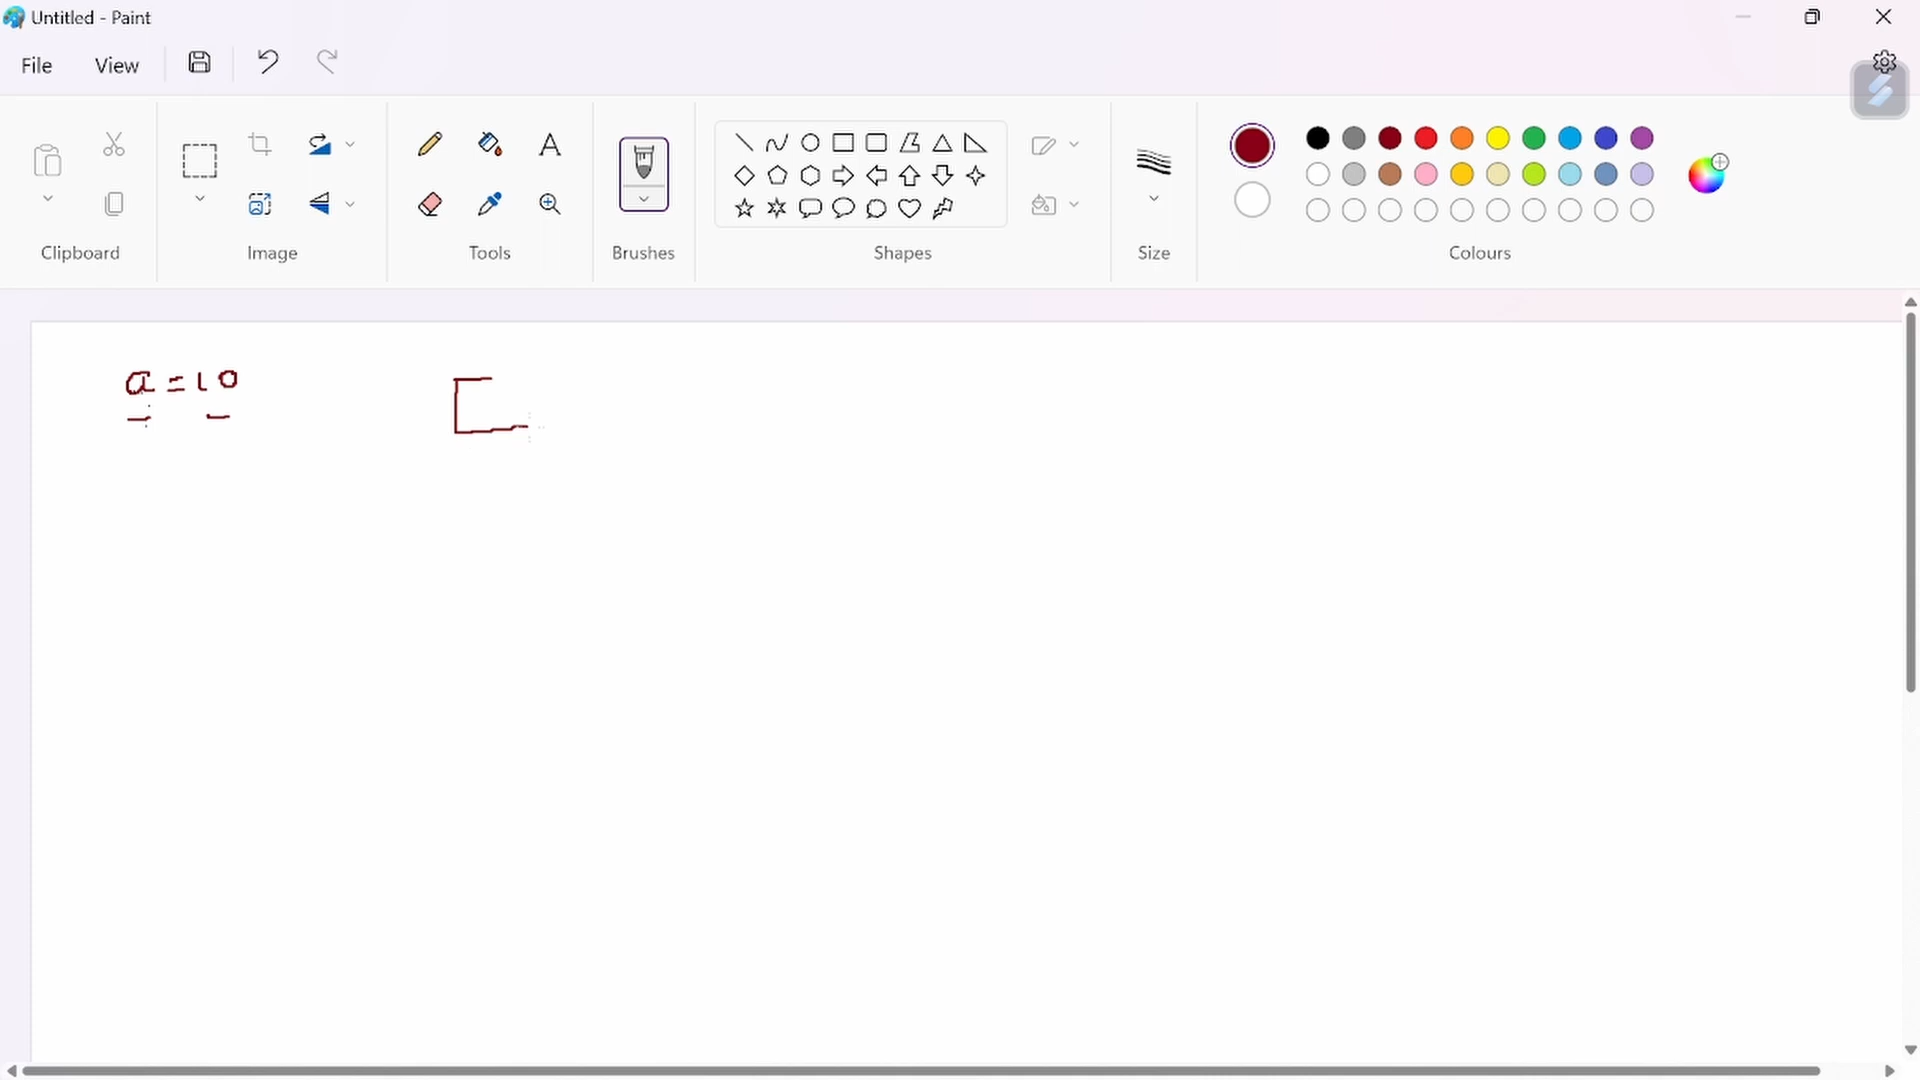 Untitled - Paint
File View
Clipboard Image Tools Brushes Shapes Size Colours
a = 10